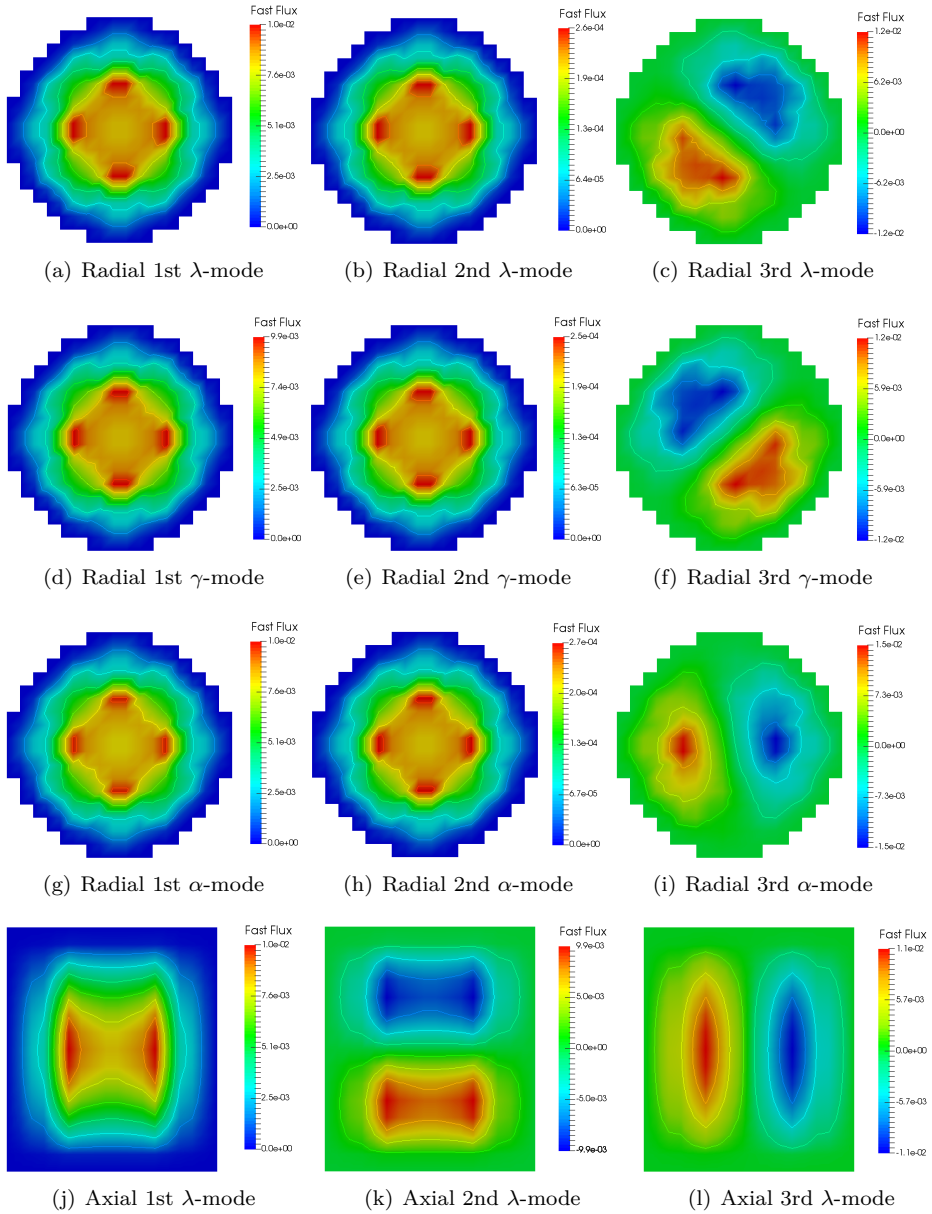 Fast Flux
1.0e-02
7.6e-03
5.1e-03
2.5e-03
0.0e+00
(a) Radial 1st λ-mode
Fast Flux
2.6e-04
1.9e-04
1.3e-04
6.4e-05
0.0e+00
(b) Radial 2nd λ-mode
Fast Flux
1.2e-02
6.2e-03
0.0e+00
-6.2e-03
-1.2e-02
(c) Radial 3rd λ-mode
Fast Flux
9.9e-03
7.4e-03
4.9e-03
2.5e-03
0.0e+00
(d) Radial 1st γ-mode
Fast Flux
2.5e-04
1.9e-04
1.3e-04
6.3e-05
0.0e+00
(e) Radial 2nd γ-mode
Fast Flux
1.2e-02
5.9e-03
0.0e+00
-5.9e-03
-1.2e-02
(f) Radial 3rd γ-mode
Fast Flux
1.0e-02
7.6e-03
5.1e-03
2.5e-03
0.0e+00
(g) Radial 1st α-mode
Fast Flux
2.7e-04
2.0e-04
1.3e-04
6.7e-05
0.0e+00
(h) Radial 2nd α-mode
Fast Flux
1.5e-02
7.3e-03
0.0e+00
-7.3e-03
-1.5e-02
(i) Radial 3rd α-mode
Fast Flux
1.0e-02
7.6e-03
5.1 e-03
2.5e-03
0.0e+00
(j) Axial 1st λ-mode
Fast Flux
9.9e-03
5.0e-03
0.0e+00
-5.0e-03
-9.9e-03
(k) Axial 2nd λ-mode
Fast Flux
1.1e-02
5.7e-03
0.0e+00
-5.7e-03
-1.1e-02
(l) Axial 3rd λ-mode